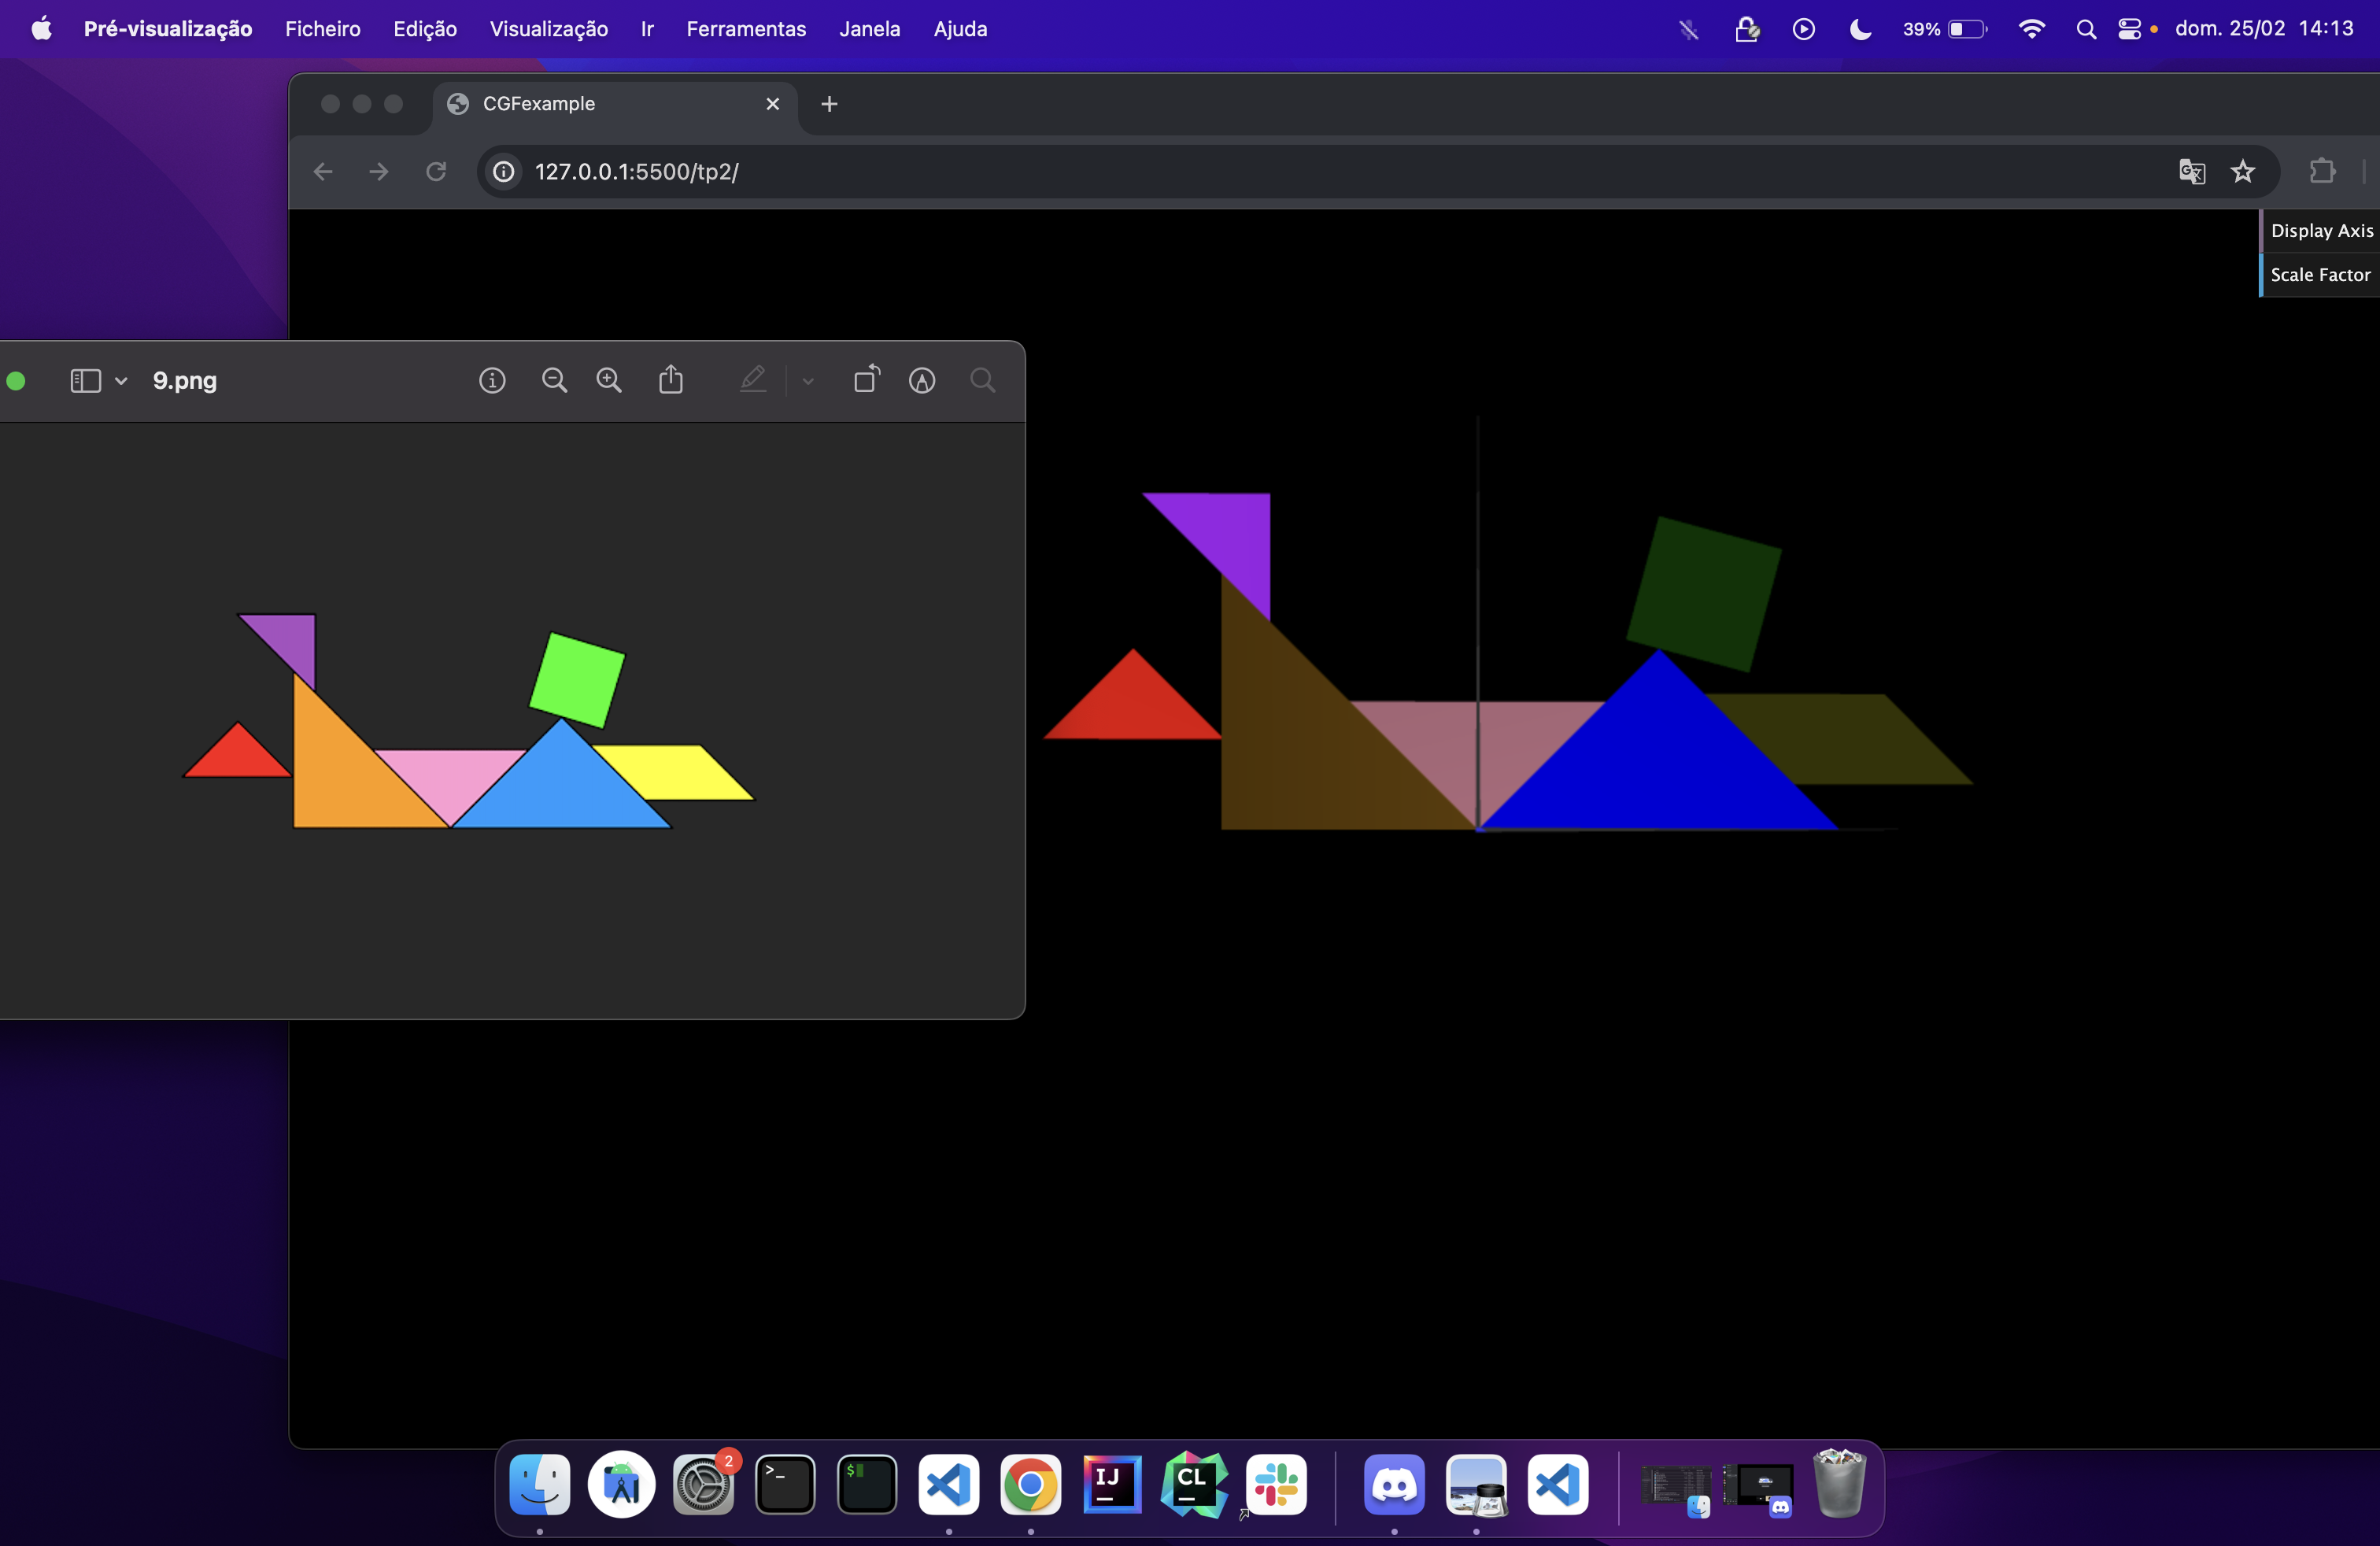 Pré-visualização Ficheiro Edição Visualização Ir Ferramentas Janela Ajuda 39% dom. 25/02 14:13
CGFexample
127.0.0.1:5500/tp2/
Display Axis
Scale Factor
9.png
2
>_
$
IJ
CL